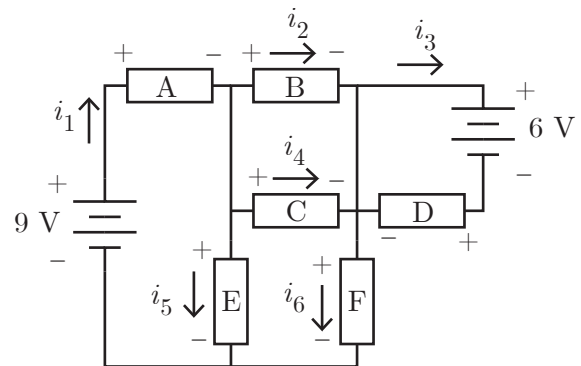 i2
i3
+ − + −
A B
+
i1
6 V
i4
+ + −
−
9 V
C D
− +
−
+ +
i5 E i6 F
− −